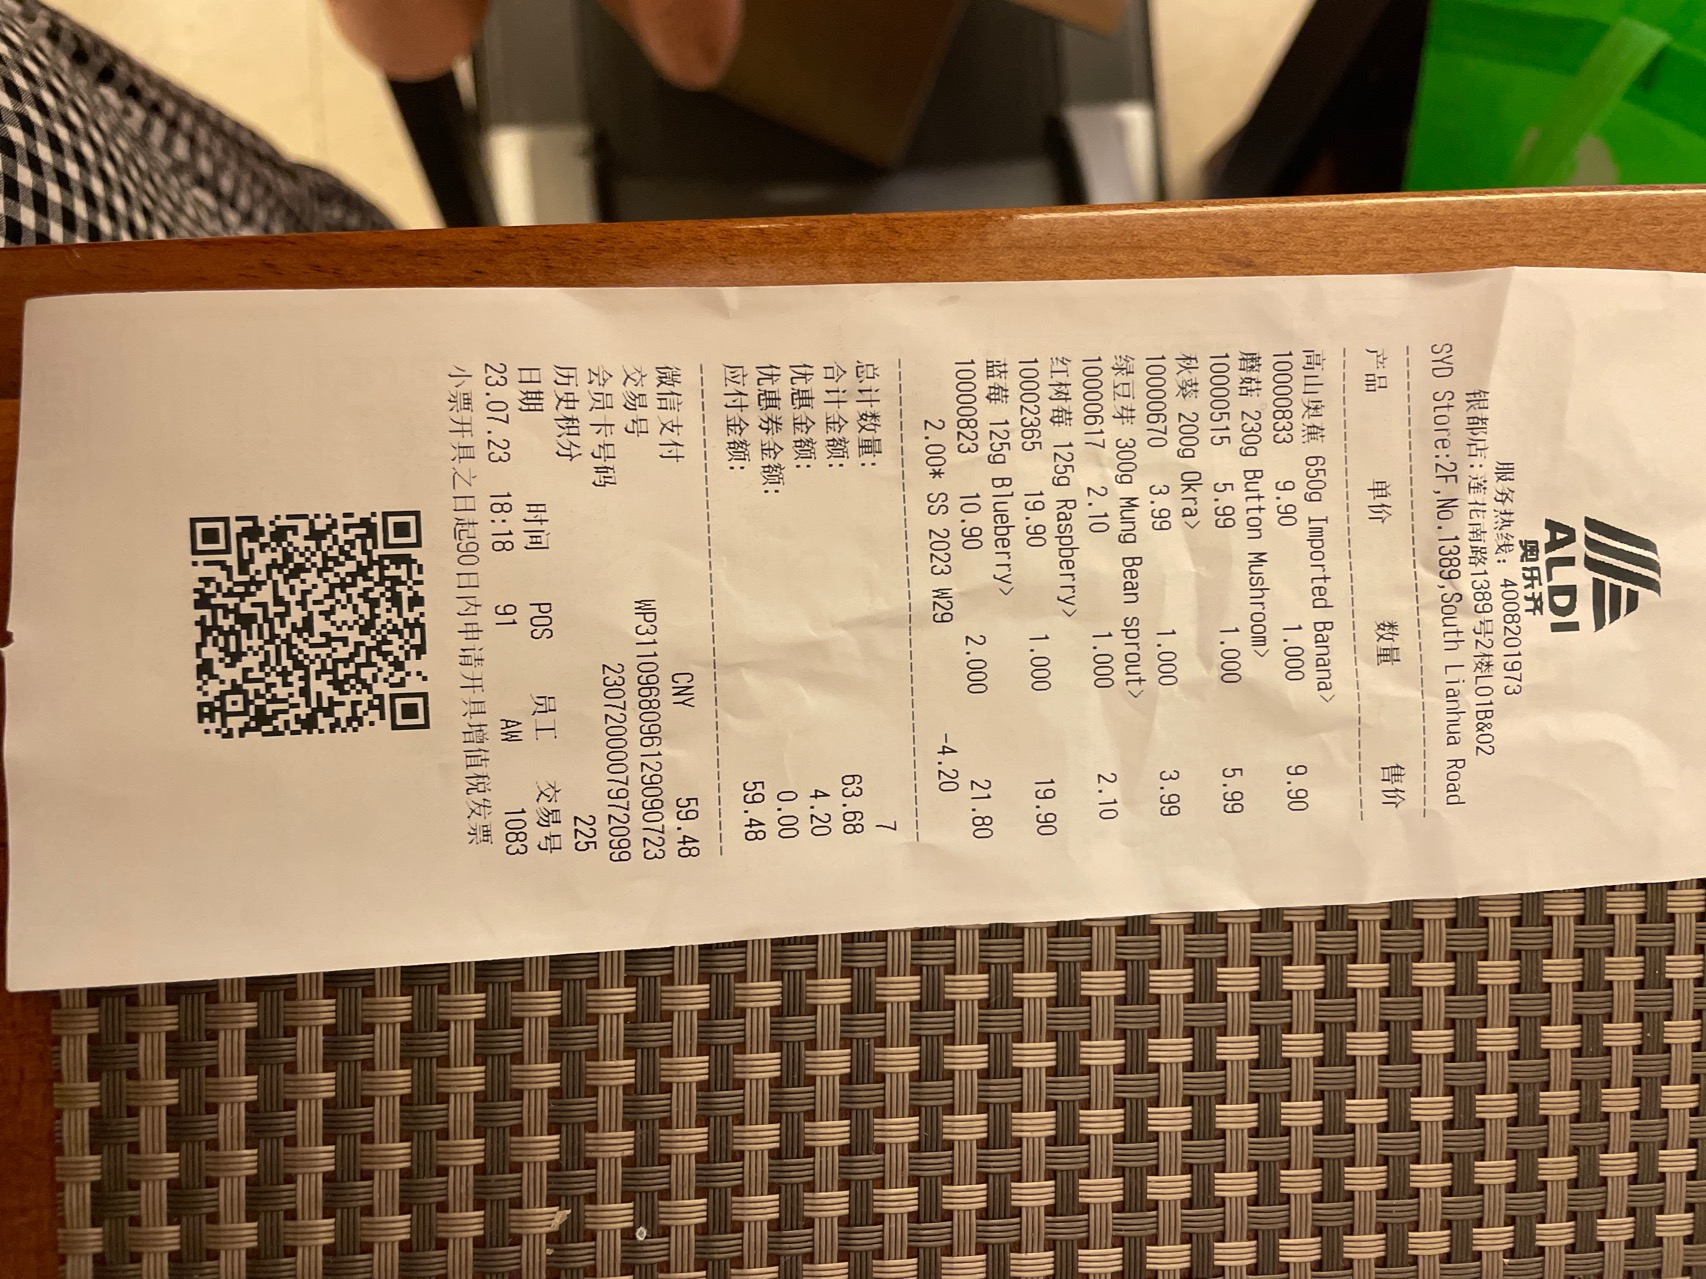 ALDI
奥乐齐
服务热线：4008201973
银都店：莲花南路1389号2楼L01B&02
SYD Store:2F,No.1389,South Lianhua Road
产品 单价 数量 售价
高山奥蕉 650g Imported Banana>
10000833 9.90 1.000 9.90
蘑菇 230g Button Mushroom>
10000515 5.99 1.000 5.99
秋葵 200g Okra>
10000670 3.99 1.000 3.99
绿豆芽 300g Mung Bean sprout>
10000617 2.10 1.000 2.10
红树莓 125g Raspberry>
10002365 19.90 1.000 19.90
蓝莓 125g Blueberry>
10000823 10.90 2.000 21.80
2.00* SS 2023 W29 -4.20
总计数量： 7
合计金额： 63.68
优惠金额： 4.20
优惠券金额： 0.00
应付金额： 59.48
微信支付 CNY 59.48
交易号 WP311096809612909​0723
会员卡号码 2307200007972099
历史积分 225
日期 时间 POS 员工 交易号
23.07.23 18:18 91 AW 1083
小票开具之日起90日内申请开具增值税发票